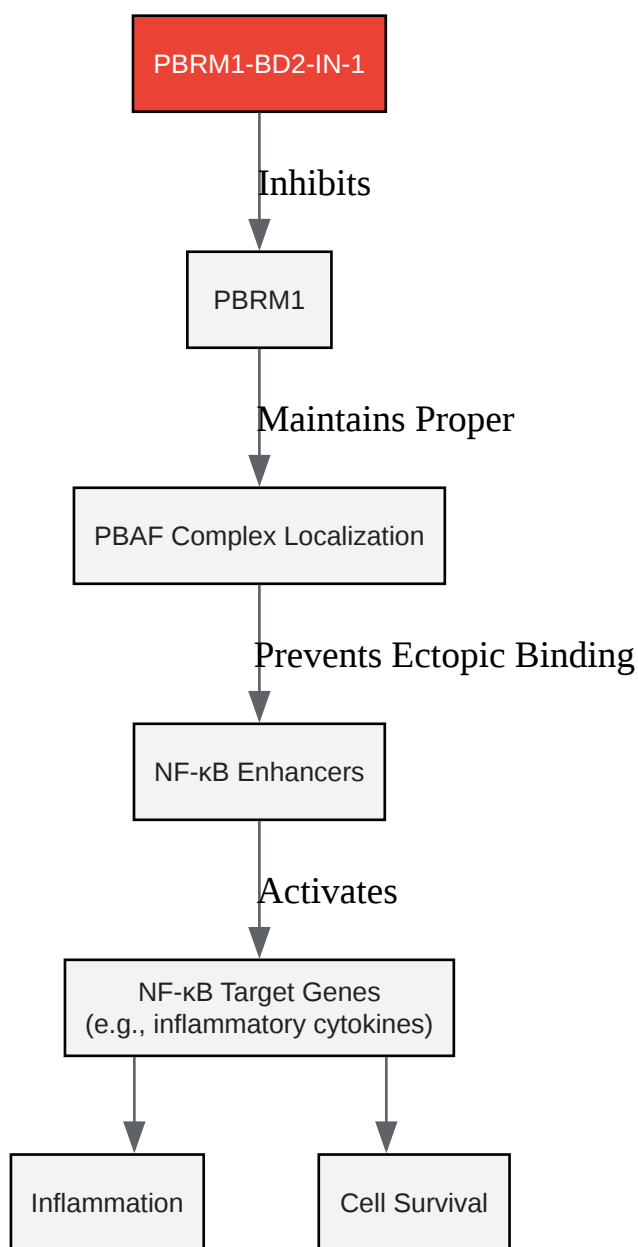 PBRM1-BD2-IN-1
Inhibits
PBRM1
Maintains Proper
PBAF Complex Localization
Prevents Ectopic Binding
NF-κB Enhancers
Activates
NF-κB Target Genes
(e.g., inflammatory cytokines)
Inflammation
Cell Survival